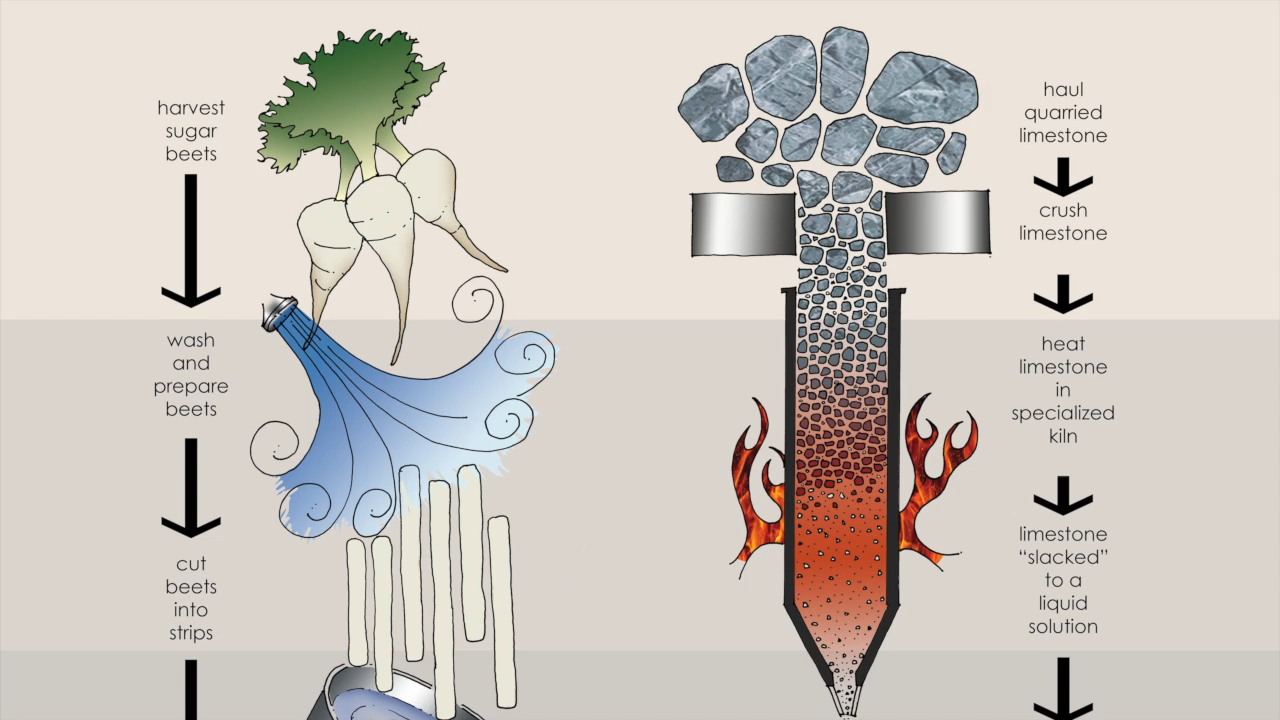 harvest
sugar
beets
wash
and
prepare
beets
cut
beets
into
strips
haul
quarried
limestone
crush
limestone
heat
limestone
in
specialized
kiln
limestone
“slacked”
to a
liquid
solution